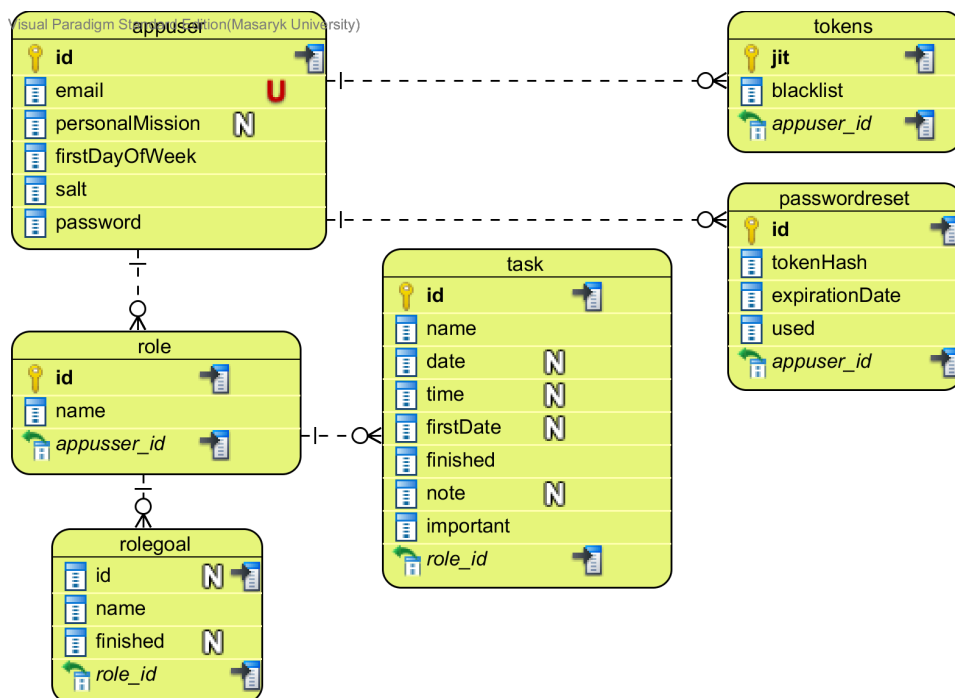 Visual Paradigm Standard Edition(Masaryk University)
appuser
id
email
U
personalMission
N
firstDayOfWeek
salt
password
tokens
jit
blacklist
appuser_id
passwordreset
id
tokenHash
expirationDate
used
appuser_id
task
id
name
date
N
time
N
firstDate
N
finished
note
N
important
role_id
role
id
name
appusser_id
rolegoal
id
N
name
finished
N
role_id